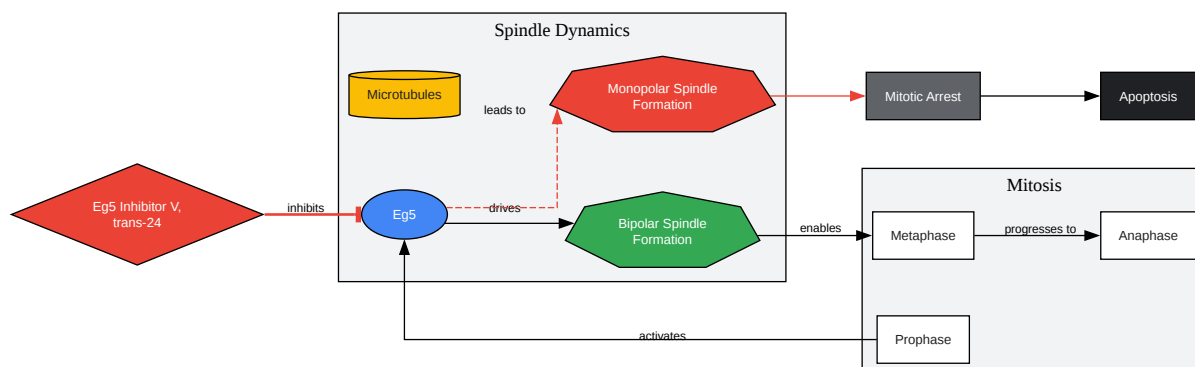 Spindle Dynamics
Microtubules
leads to
Monopolar Spindle
Formation
Mitotic Arrest
Apoptosis
Eg5 Inhibitor V,
trans-24
inhibits
Eg5
drives
Bipolar Spindle
Formation
enables
Mitosis
Metaphase
progresses to
Anaphase
activates
Prophase